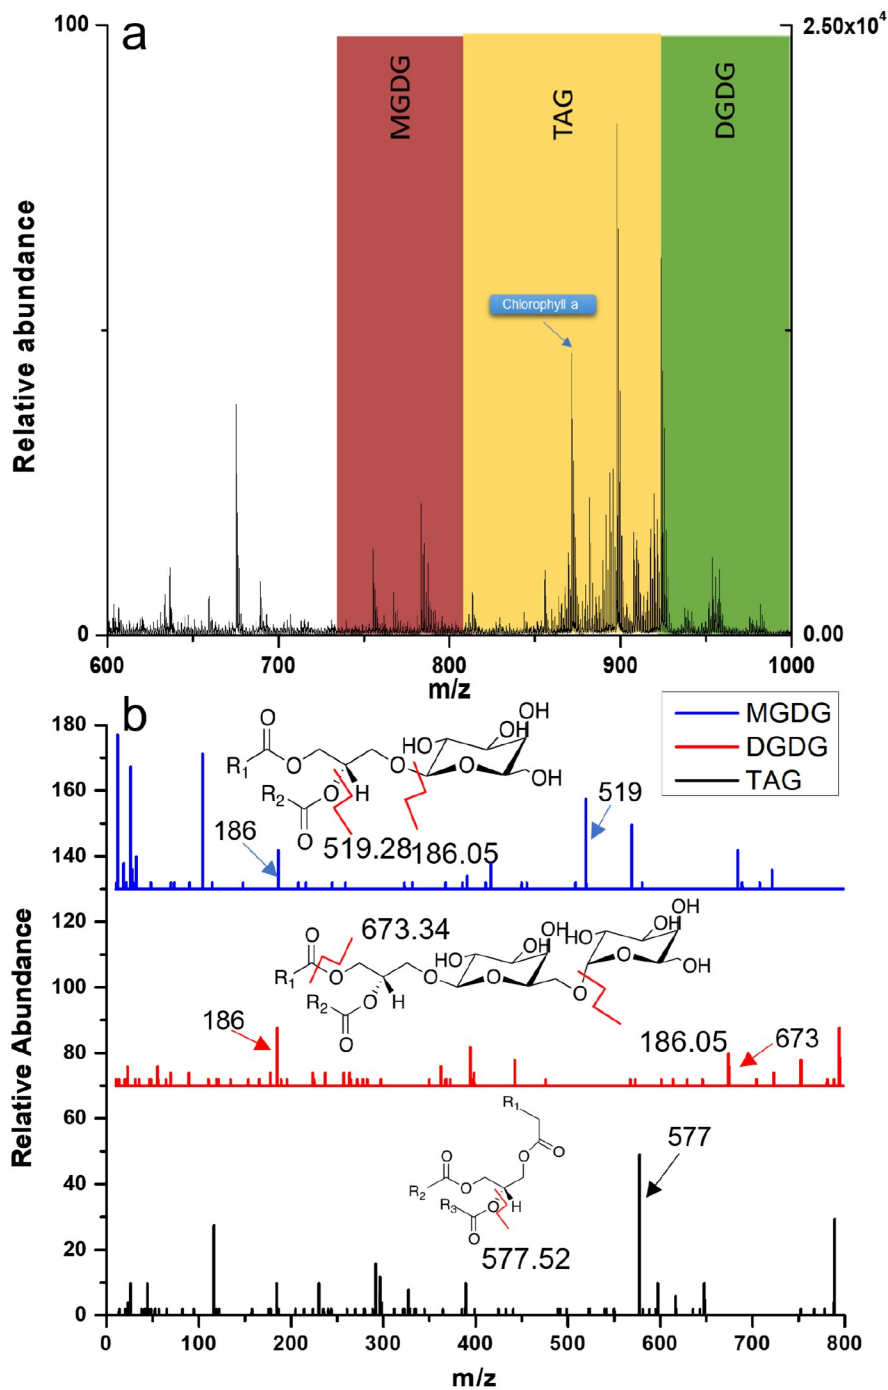 a
100
2.50x10⁴
MGDG
TAG
DGDG
Chlorophyll a
Relative abundance
0
0.00
600
700
800
900
1000
m/z
b
MGDG
DGDG
TAG
180
160
140
O
R₁
O
R₂
O
O
H
O
HO
OH
OH
O
OH
186
519.28
186.05
519
120
100
80
O
R₁
O
R₂
O
O
H
O
HO
OH
OH
O
O
HO
HO
OH
OH
O
OH
673.34
186
186.05
673
Relative Abundance
60
40
20
0
R₁
O
O
O
R₂
O
R₃
O
O
H
577.52
577
0
100
200
300
400
500
600
700
800
m/z